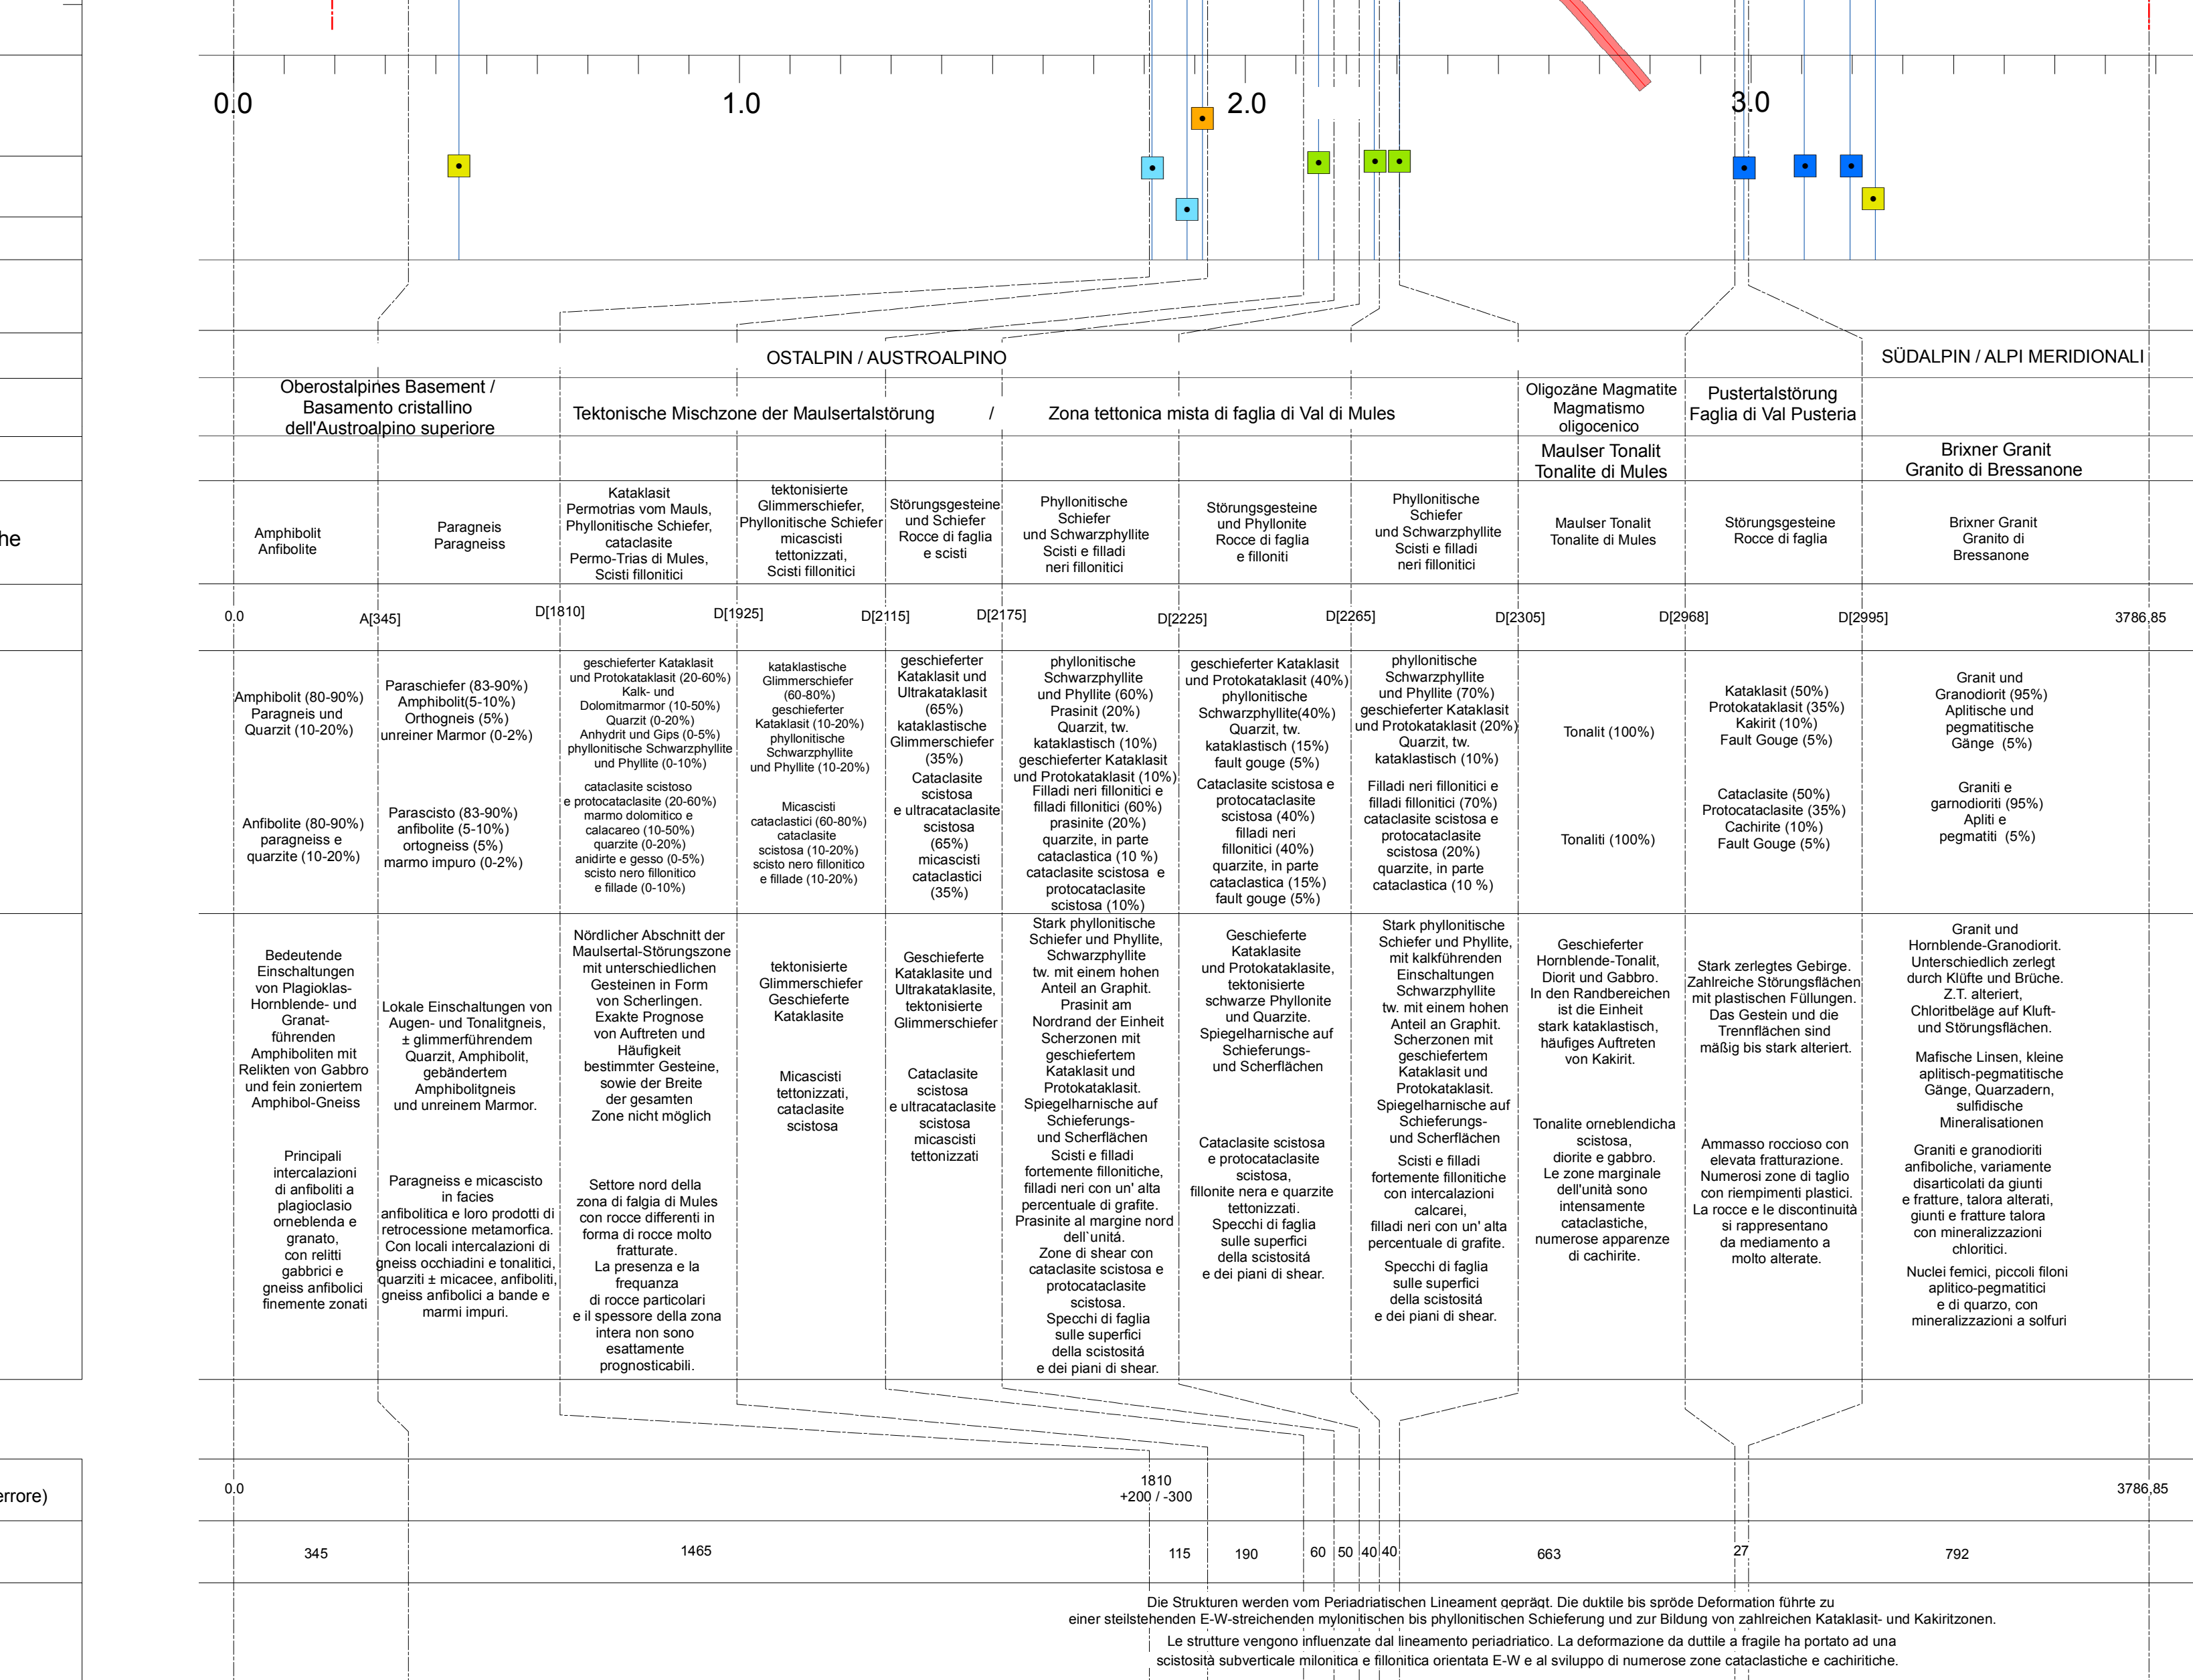 0.0
1.0
2.0
3.0
OSTALPIN / AUSTROALPINO
SÜDALPIN / ALPI MERIDIONALI
Oberostalpines Basement /
Basamento cristallino
dell'Austroalpino superiore
Tektonische Mischzone der Maulsertalstörung / Zona tettonica mista di faglia di Val di Mules
Oligozäne Magmatite
Magmatismo
oligocenico
Pustertalstörung
Faglia di Val Pusteria
Maulser Tonalit
Tonalite di Mules
Brixner Granit
Granito di Bressanone
he
Amphibolit
Anfibolite
Paragneis
Paragneiss
Kataklasit
Permotrias vom Mauls,
Phyllonitische Schiefer,
cataclasite
Permo-Trias di Mules,
Scisti fillonitici
tektonisierte
Glimmerschiefer,
Phyllonitische Schiefer
micascisti
tettonizzati,
Scisti fillonitici
Störungsgesteine
und Schiefer
Rocce di faglia
e scisti
Phyllonitische
Schiefer
und Schwarzphyllite
Scisti e filladi
neri fillonitici
Störungsgesteine
und Phyllonite
Rocce di faglia
e filloniti
Phyllonitische
Schiefer
und Schwarzphyllite
Scisti e filladi
neri fillonitici
Maulser Tonalit
Tonalite di Mules
Störungsgesteine
Rocce di faglia
Brixner Granit
Granito di
Bressanone
0.0
A[345]
D[1810]
D[1925]
D[2115]
D[2175]
D[2225]
D[2265]
D[2305]
D[2968]
D[2995]
3786,85
Amphibolit (80-90%)
Paragneis und
Quarzit (10-20%)
Anfibolite (80-90%)
paragneiss e
quarzite (10-20%)
Paraschiefer (83-90%)
Amphibolit(5-10%)
Orthogneis (5%)
unreiner Marmor (0-2%)
Parascisto (83-90%)
anfibolite (5-10%)
ortogneiss (5%)
marmo impuro (0-2%)
geschieferter Kataklasit
und Protokataklasit (20-60%)
Kalk- und
Dolomitmarmor (10-50%)
Quarzit (0-20%)
Anhydrit und Gips (0-5%)
phyllonitische Schwarzphyllite
und Phyllite (0-10%)
cataclasite scistoso
e protocataclasite (20-60%)
marmo dolomitico e
calacareo (10-50%)
quarzite (0-20%)
anidirte e gesso (0-5%)
scisto nero fillonitico
e fillade (0-10%)
kataklastische
Glimmerschiefer
(60-80%)
geschieferter
Kataklasit (10-20%)
phyllonitische
Schwarzphyllite
und Phyllite (10-20%)
Micascisti
cataclastici (60-80%)
cataclasite
scistosa (10-20%)
scisto nero fillonitico
e fillade (10-20%)
geschieferter
Kataklasit und
Ultrakataklasit
(65%)
kataklastische
Glimmerschiefer
(35%)
Cataclasite
scistosa
e ultracataclasite
scistosa
(65%)
micascisti
cataclastici
(35%)
phyllonitische
Schwarzphyllite
und Phyllite (60%)
Prasinit (20%)
Quarzit, tw.
kataklastisch (10%)
geschieferter Kataklasit
und Protokataklasit (10%)
Filladi neri fillonitici e
filladi fillonitici (60%)
prasinite (20%)
quarzite, in parte
cataclastica (10 %)
cataclasite scistosa e
protocataclasite
scistosa (10%)
geschieferter Kataklasit
und Protokataklasit (40%)
phyllonitische
Schwarzphyllite(40%)
Quarzit, tw.
kataklastisch (15%)
fault gouge (5%)
Cataclasite scistosa e
protocataclasite
scistosa (40%)
filladi neri
fillonitici (40%)
quarzite, in parte
cataclastica (15%)
fault gouge (5%)
phyllonitische
Schwarzphyllite
und Phyllite (70%)
geschieferter Kataklasit
und Protokataklasit (20%)
Quarzit, tw.
kataklastisch (10%)
Filladi neri fillonitici e
filladi fillonitici (70%)
cataclasite scistosa e
protocataclasite
scistosa (20%)
quarzite, in parte
cataclastica (10 %)
Tonalit (100%)
Tonaliti (100%)
Kataklasit (50%)
Protokataklasit (35%)
Kakirit (10%)
Fault Gouge (5%)
Cataclasite (50%)
Protocataclasite (35%)
Cachirite (10%)
Fault Gouge (5%)
Granit und
Granodiorit (95%)
Aplitische und
pegmatitische
Gänge (5%)
Graniti e
garnodioriti (95%)
Apliti e
pegmatiti (5%)
Bedeutende
Einschaltungen
von Plagioklas-
Hornblende- und
Granat-
führenden
Amphiboliten mit
Relikten von Gabbro
und fein zoniertem
Amphibol-Gneiss
Principali
intercalazioni
di anfiboliti a
plagioclasio
orneblenda e
granato,
con relitti
gabbrici e
gneiss anfibolici
finemente zonati
Lokale Einschaltungen von
Augen- und Tonalitgneis,
± glimmerführendem
Quarzit, Amphibolit,
gebändertem
Amphibolitgneis
und unreinem Marmor.
Paragneiss e micascisto
in facies
anfibolitica e loro prodotti di
retrocessione metamorfica.
Con locali intercalazioni di
gneiss occhiadini e tonalitici,
quarziti ± micacee, anfiboliti,
gneiss anfibolici a bande e
marmi impuri.
Nördlicher Abschnitt der
Maulsertal-Störungszone
mit unterschiedlichen
Gesteinen in Form
von Scherlingen.
Exakte Prognose
von Auftreten und
Häufigkeit
bestimmter Gesteine,
sowie der Breite
der gesamten
Zone nicht möglich
Settore nord della
zona di falgia di Mules
con rocce differenti in
forma di rocce molto
fratturate.
La presenza e la
frequanza
di rocce particolari
e il spessore della zona
intera non sono
esattamente
prognosticabili.
tektonisierte
Glimmerschiefer
Geschieferte
Kataklasite
Micascisti
tettonizzati,
cataclasite
scistosa
Geschieferte
Kataklasite und
Ultrakataklasite,
tektonisierte
Glimmerschiefer
Cataclasite
scistosa
e ultracataclasite
scistosa
micascisti
tettonizzati
Stark phyllonitische
Schiefer und Phyllite,
Schwarzphyllite
tw. mit einem hohen
Anteil an Graphit.
Prasinit am
Nordrand der Einheit
Scherzonen mit
geschiefertem
Kataklasit und
Protokataklasit.
Spiegelharnische auf
Schieferungs-
und Scherflächen
Scisti e filladi
fortemente fillonitiche,
filladi neri con un' alta
percentuale di grafite.
Prasinite al margine nord
dell`unitá.
Zone di shear con
cataclasite scistosa e
protocataclasite
scistosa.
Specchi di faglia
sulle superfici
della scistositá
e dei piani di shear.
Geschieferte
Kataklasite
und Protokataklasite,
tektonisierte
schwarze Phyllonite
und Quarzite.
Spiegelharnische auf
Schieferungs-
und Scherflächen
Cataclasite scistosa
e protocataclasite
scistosa,
fillonite nera e quarzite
tettonizzati.
Specchi di faglia
sulle superfici
della scistositá
e dei piani di shear.
Stark phyllonitische
Schiefer und Phyllite,
mit kalkführenden
Einschaltungen
Schwarzphyllite
tw. mit einem hohen
Anteil an Graphit.
Scherzonen mit
geschiefertem
Kataklasit und
Protokataklasit.
Spiegelharnische auf
Schieferungs-
und Scherflächen
Scisti e filladi
fortemente fillonitiche
con intercalazioni
calcarei,
filladi neri con un' alta
percentuale di grafite.
Specchi di faglia
sulle superfici
della scistositá
e dei piani di shear.
Geschieferter
Hornblende-Tonalit,
Diorit und Gabbro.
In den Randbereichen
ist die Einheit
stark kataklastisch,
häufiges Auftreten
von Kakirit.
Tonalite orneblendicha
scistosa,
diorite e gabbro.
Le zone marginale
dell'unità sono
intensamente
cataclastiche,
numerose apparenze
di cachirite.
Stark zerlegtes Gebirge.
Zahlreiche Störungsflächen
mit plastischen Füllungen.
Das Gestein und die
Trennflächen sind
mäßig bis stark alteriert.
Ammasso roccioso con
elevata fratturazione.
Numerosi zone di taglio
con riempimenti plastici.
La rocce e le discontinuità
si rappresentano
da mediamento a
molto alterate.
Granit und
Hornblende-Granodiorit.
Unterschiedlich zerlegt
durch Klüfte und Brüche.
Z.T. alteriert,
Chloritbeläge auf Kluft-
und Störungsflächen.
Mafische Linsen, kleine
aplitisch-pegmatitische
Gänge, Quarzadern,
sulfidische
Mineralisationen
Graniti e granodioriti
anfiboliche, variamente
disarticolati da giunti
e fratture, talora alterati,
giunti e fratture talora
con mineralizzazioni
chloritici.
Nuclei femici, piccoli filoni
aplitico-pegmatitici
e di quarzo, con
mineralizzazioni a solfuri
errore)
0.0
1810
+200 / -300
3786,85
345
1465
115
190
60
50
40
40
663
27
792
Die Strukturen werden vom Periadriatischen Lineament geprägt. Die duktile bis spröde Deformation führte zu
einer steilstehenden E-W-streichenden mylonitischen bis phyllonitischen Schieferung und zur Bildung von zahlreichen Kataklasit- und Kakiritzonen.
Le strutture vengono influenzate dal lineamento periadriatico. La deformazione da duttile a fragile ha portato ad una
scistosità subverticale milonitica e fillonitica orientata E-W e al sviluppo di numerose zone cataclastiche e cachiritiche.